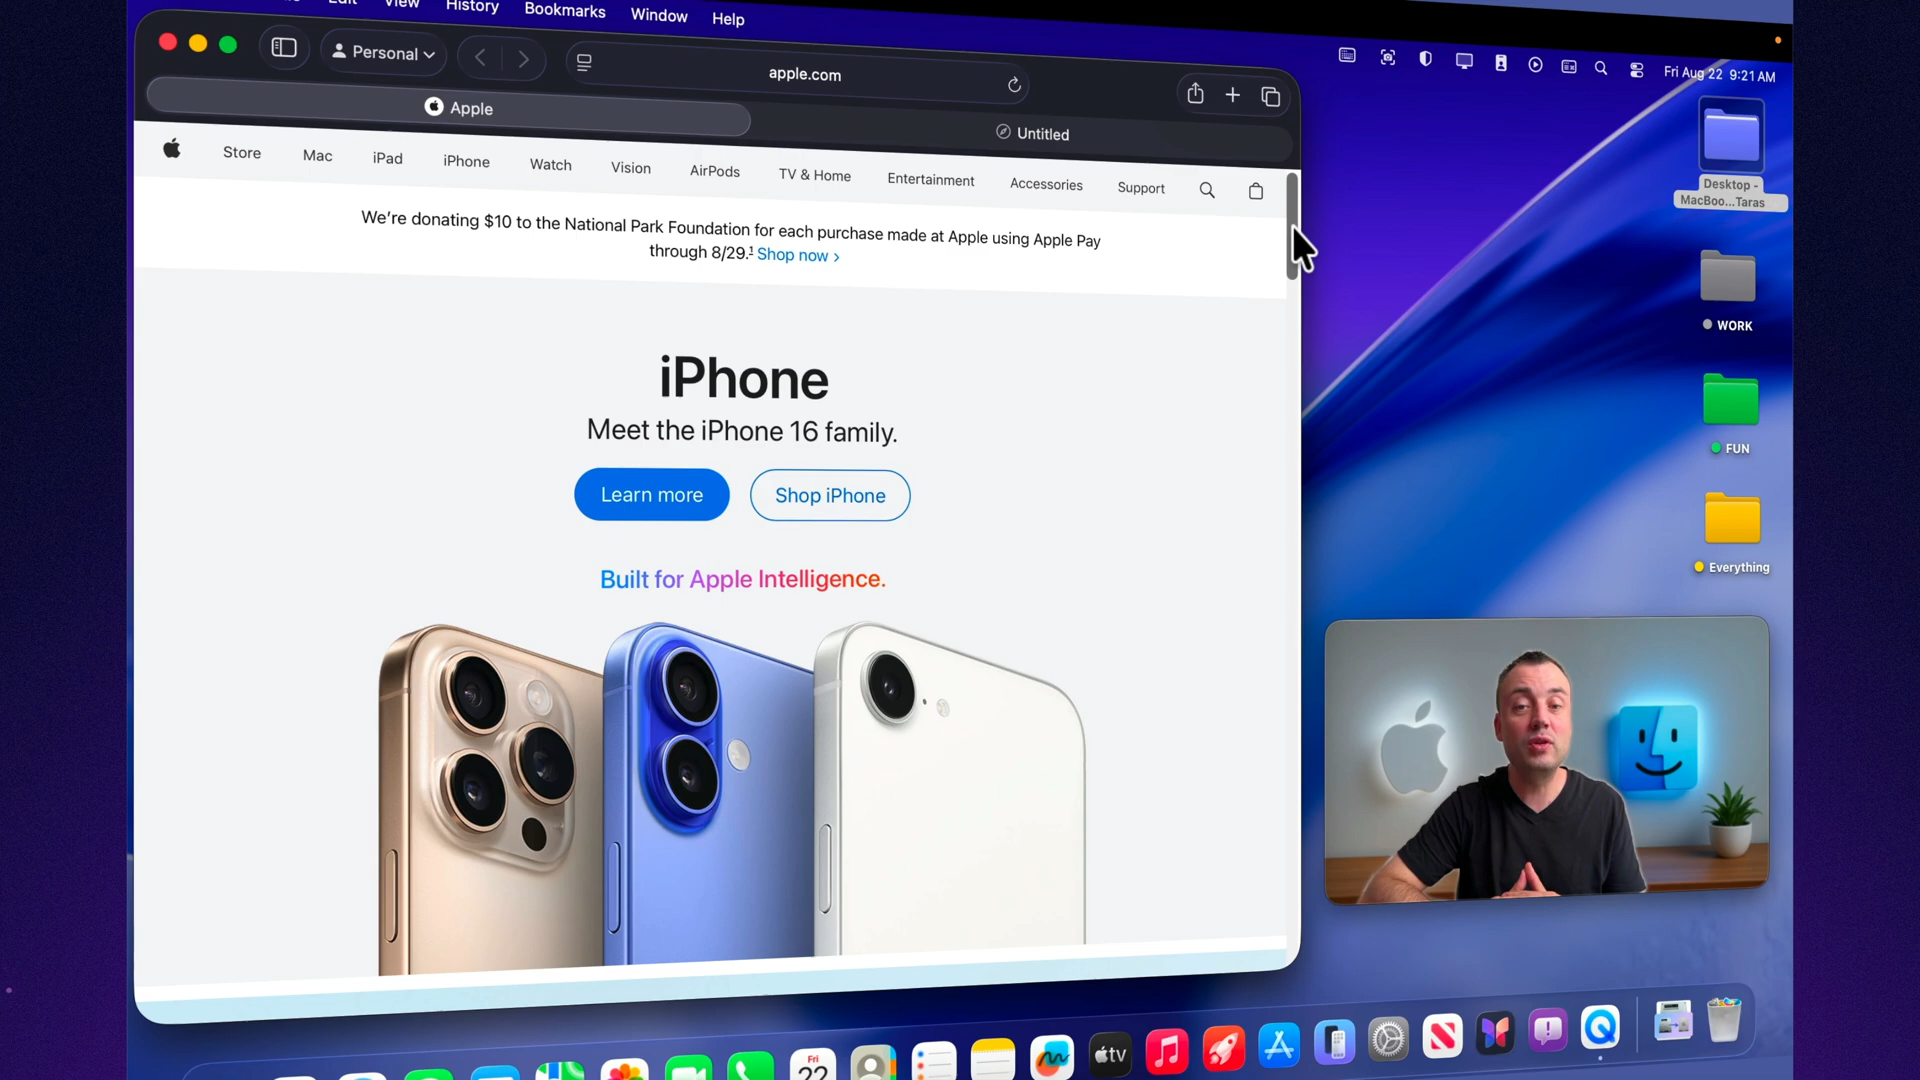 View
History
Bookmarks
Window
Help
Personal
apple.com
Fri Aug 22 9:21 AM
Apple
Untitled
Store
Mac
iPad
iPhone
Watch
Vision
AirPods
TV & Home
Entertainment
Accessories
Support
We're donating $10 to the National Park Foundation for each purchase made at Apple using Apple Pay
through 8/29.¹ Shop now >
iPhone
Meet the iPhone 16 family.
Learn more
Shop iPhone
Built for Apple Intelligence.
Desktop -
MacBoo...Taras
WORK
FUN
Everything
Fri
22
tv